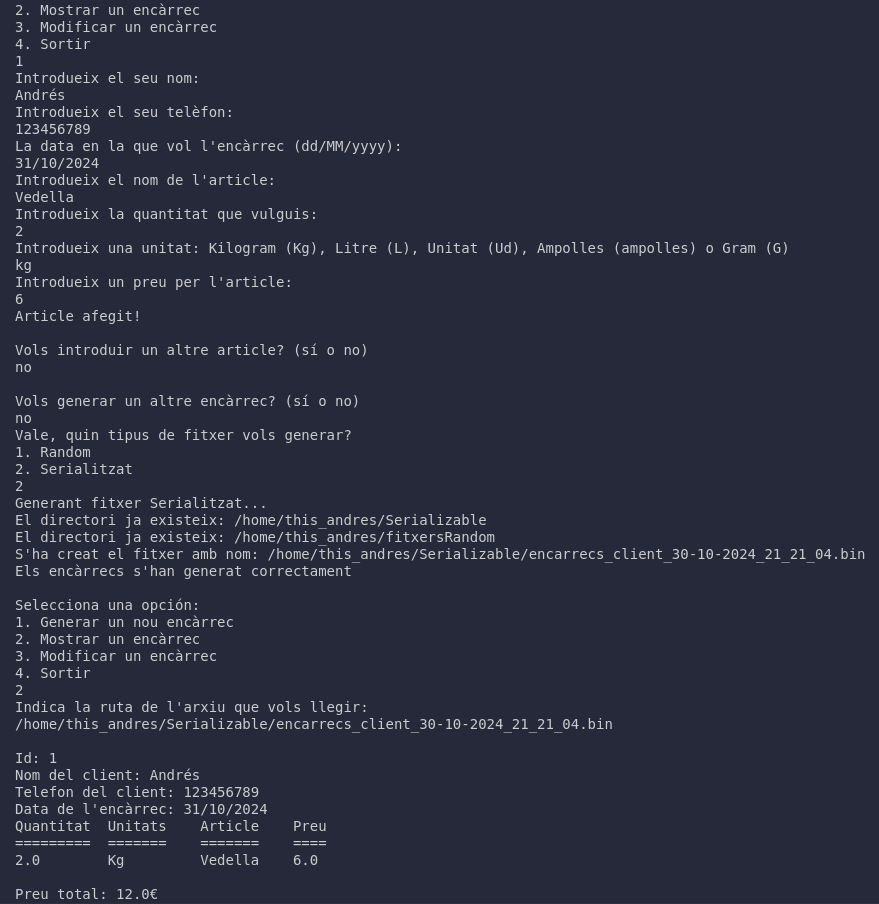 2. Mostrar un encàrrec
3. Modificar un encàrrec
4. Sortir
1
Introdueix el seu nom:
Andrés
Introdueix el seu telèfon:
123456789
La data en la que vol l'encàrrec (dd/MM/yyyy):
31/10/2024
Introdueix el nom de l'article:
Vedella
Introdueix la quantitat que vulguis:
2
Introdueix una unitat: Kilogram (Kg), Litre (L), Unitat (Ud), Ampolles (ampolles) o Gram (G)
kg
Introdueix un preu per l'article:
6
Article afegit!
Vols introduir un altre article? (sí o no)
no
Vols generar un altre encàrrec? (sí o no)
no
Vale, quin tipus de fitxer vols generar?
1. Random
2. Serialitzat
2
Generant fitxer Serialitzat...
El directori ja existeix: /home/this_andres/Serializable
El directori ja existeix: /home/this_andres/fitxersRandom
S'ha creat el fitxer amb nom: /home/this_andres/Serializable/encarrecs_client_30-10-2024_21_21_04.bin
Els encàrrecs s'han generat correctament
Selecciona una opción:
1. Generar un nou encàrrec
2. Mostrar un encàrrec
3. Modificar un encàrrec
4. Sortir
2
Indica la ruta de l'arxiu que vols llegir:
/home/this_andres/Serializable/encarrecs_client_30-10-2024_21_21_04.bin
Id: 1
Nom del client: Andrés
Telefon del client: 123456789
Data de l'encàrrec: 31/10/2024
Quantitat  Unitats    Article    Preu
=========  =======    =======    ====
2.0        Kg         Vedella    6.0
Preu total: 12.0€